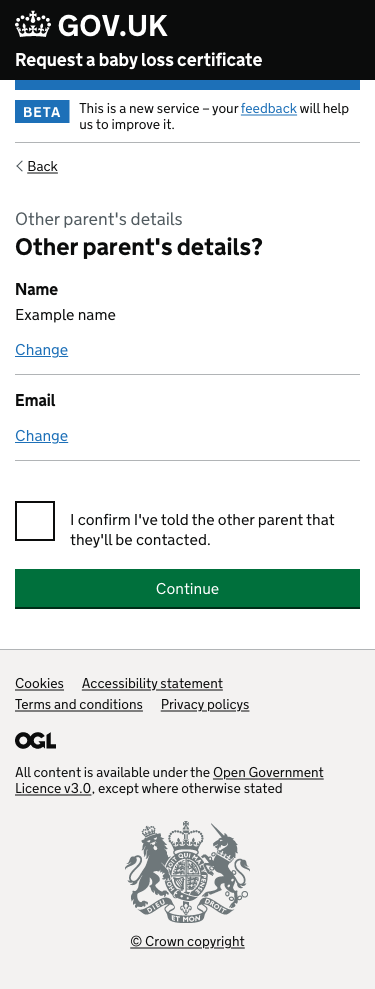 GOV.UK
Request a baby loss certificate
BETA
This is a new service – your feedback will help
us to improve it.
Back
Other parent's details
Other parent's details?
Name
Example name
Change
Email
Change
I confirm I've told the other parent that
they'll be contacted.
Continue
Cookies Accessibility statement
Terms and conditions Privacy policys
OGL
All content is available under the Open Government
Licence v3.0, except where otherwise stated
DIEU ET MON
© Crown copyright